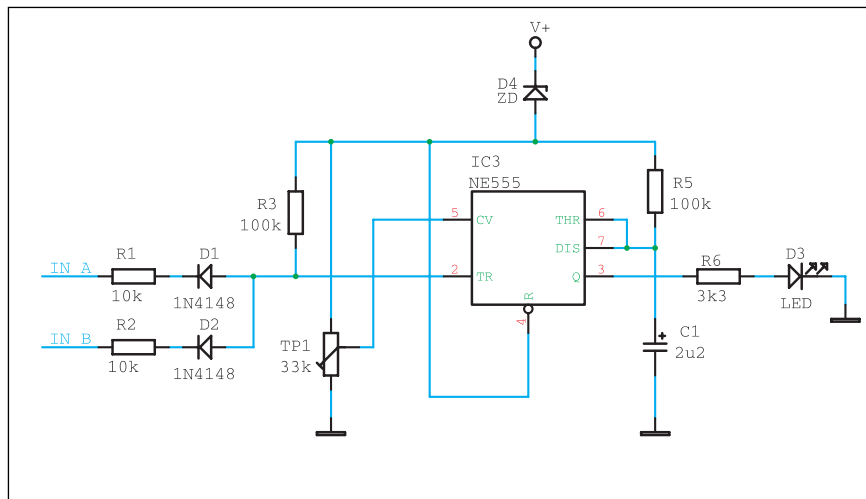 V+
D4
ZD
IC3
NE555
R3
100k
R5
100k
5
CV
THR
6
DIS
7
2
TR
Q
3
R
4
IN A
R1
10k
D1
1N4148
IN B
R2
10k
D2
1N4148
TP1
33k
R6
3k3
D3
LED
C1
+
2u2